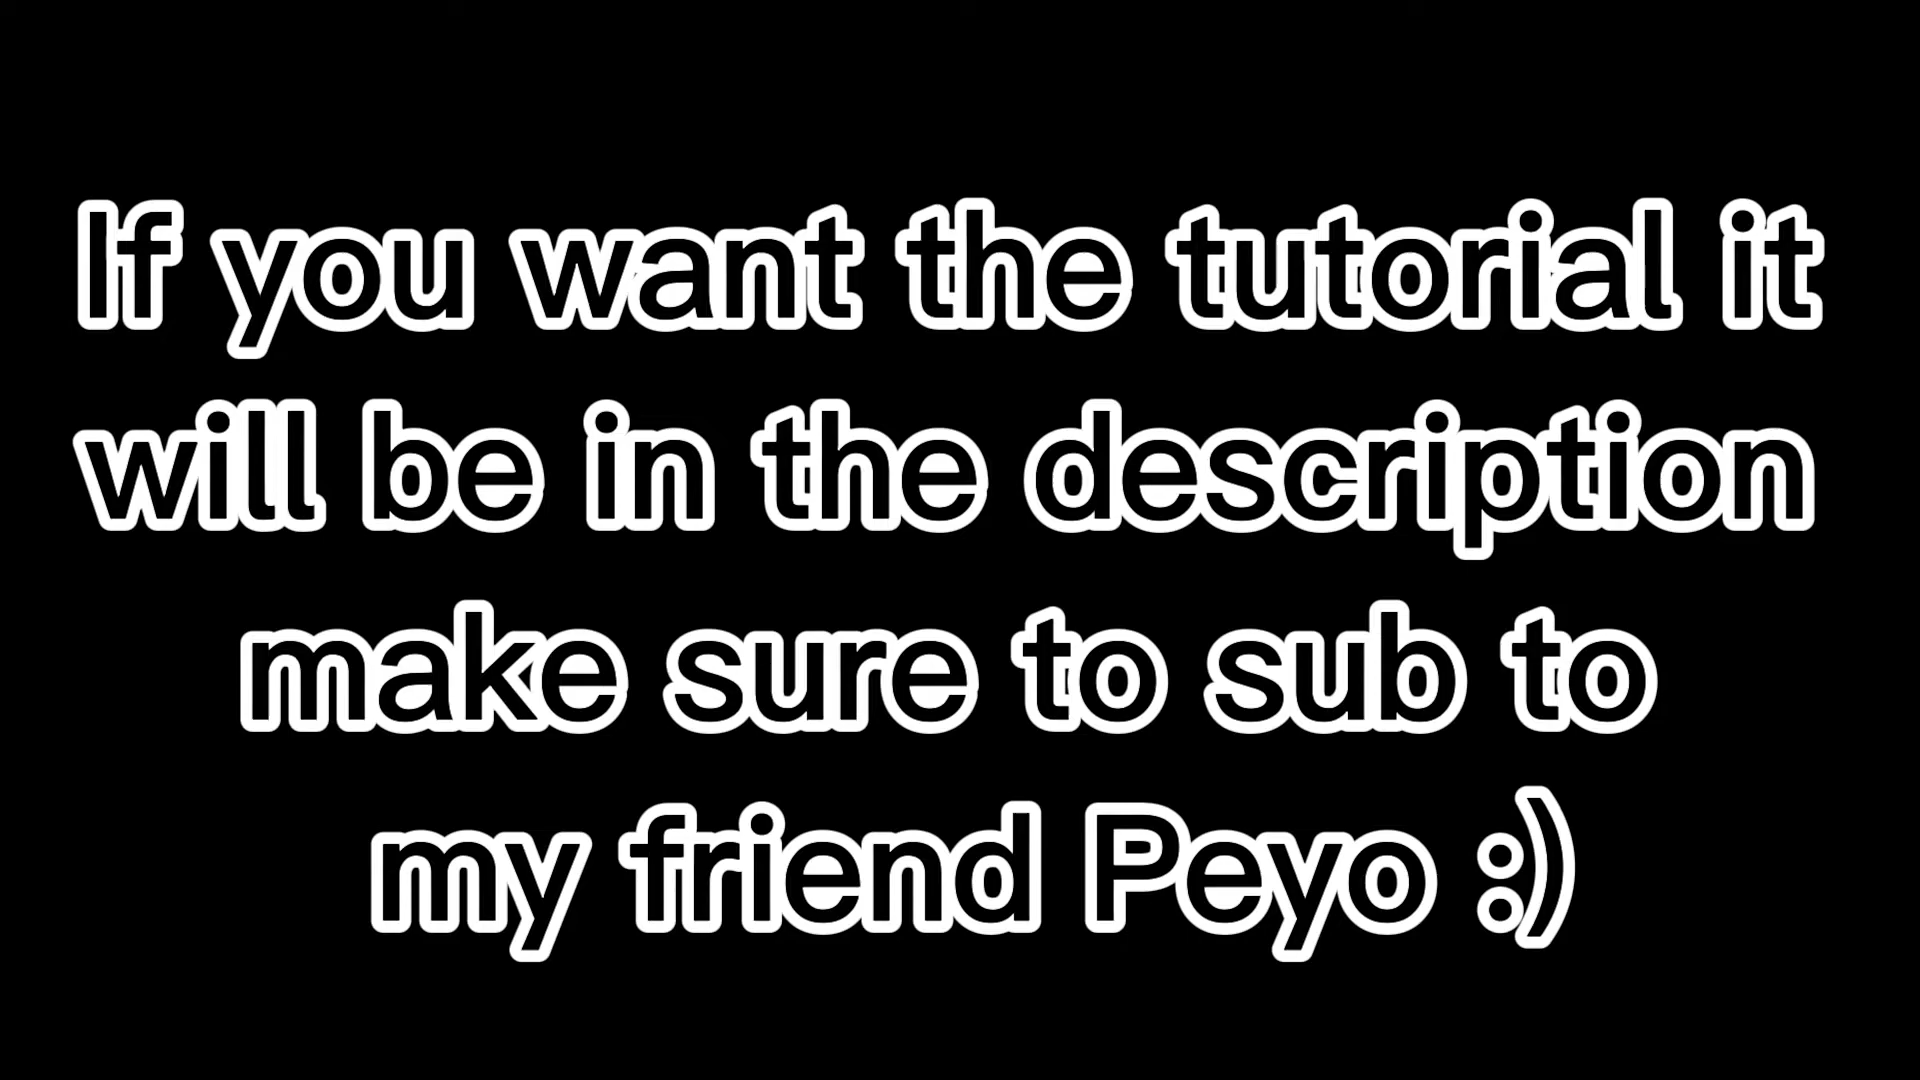 If you want the tutorial it
will be in the description
make sure to sub to
my friend Peyo :)